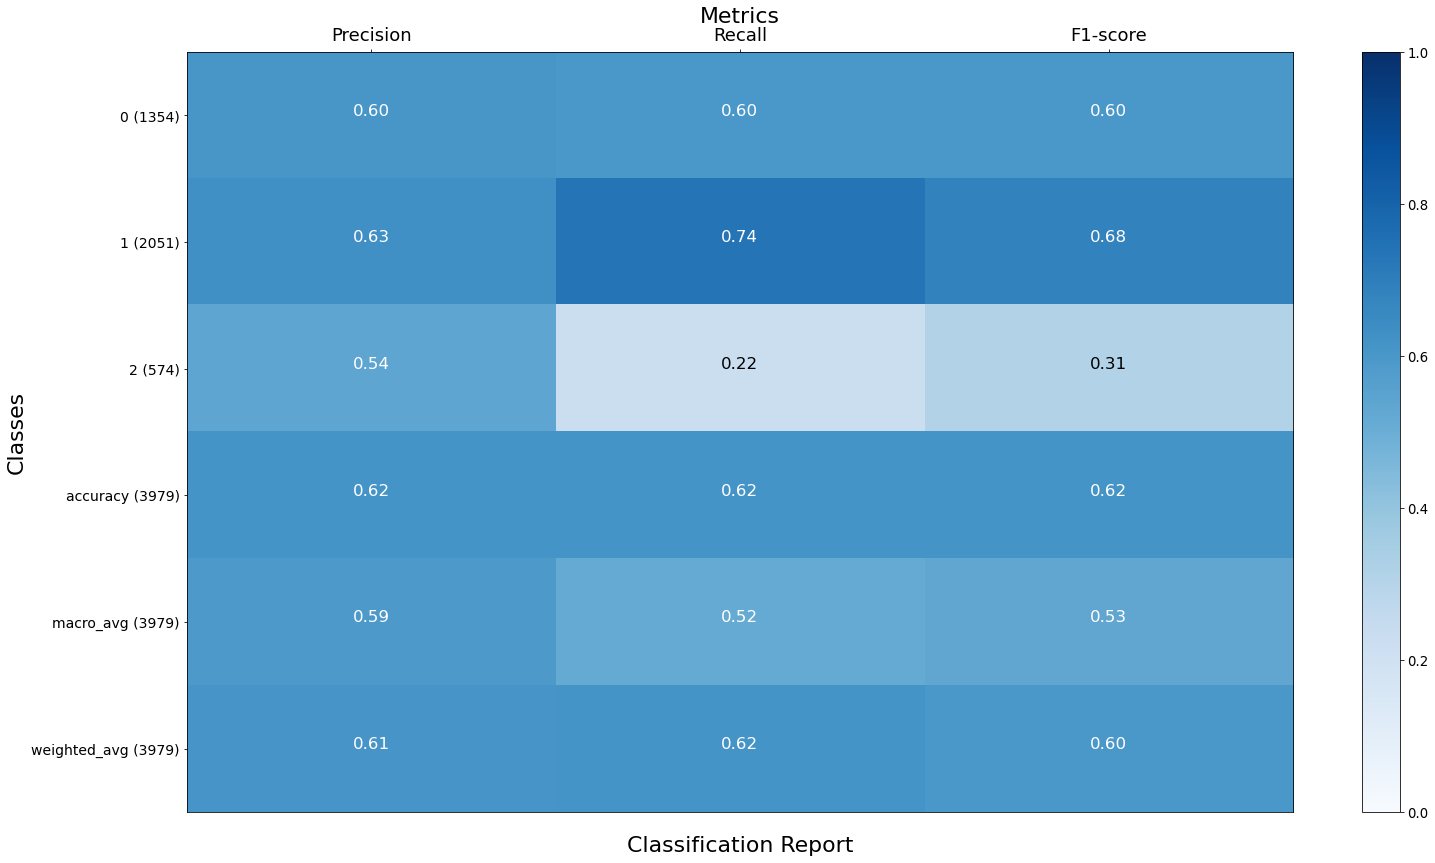 Metrics
Precision Recall F1-score
0 (1354) 0.60 0.60 0.60
1 (2051) 0.63 0.74 0.68
2 (574) 0.54 0.22 0.31
accuracy (3979) 0.62 0.62 0.62
macro_avg (3979) 0.59 0.52 0.53
weighted_avg (3979) 0.61 0.62 0.60
Classes
Classification Report
1.0
0.8
0.6
0.4
0.2
0.0